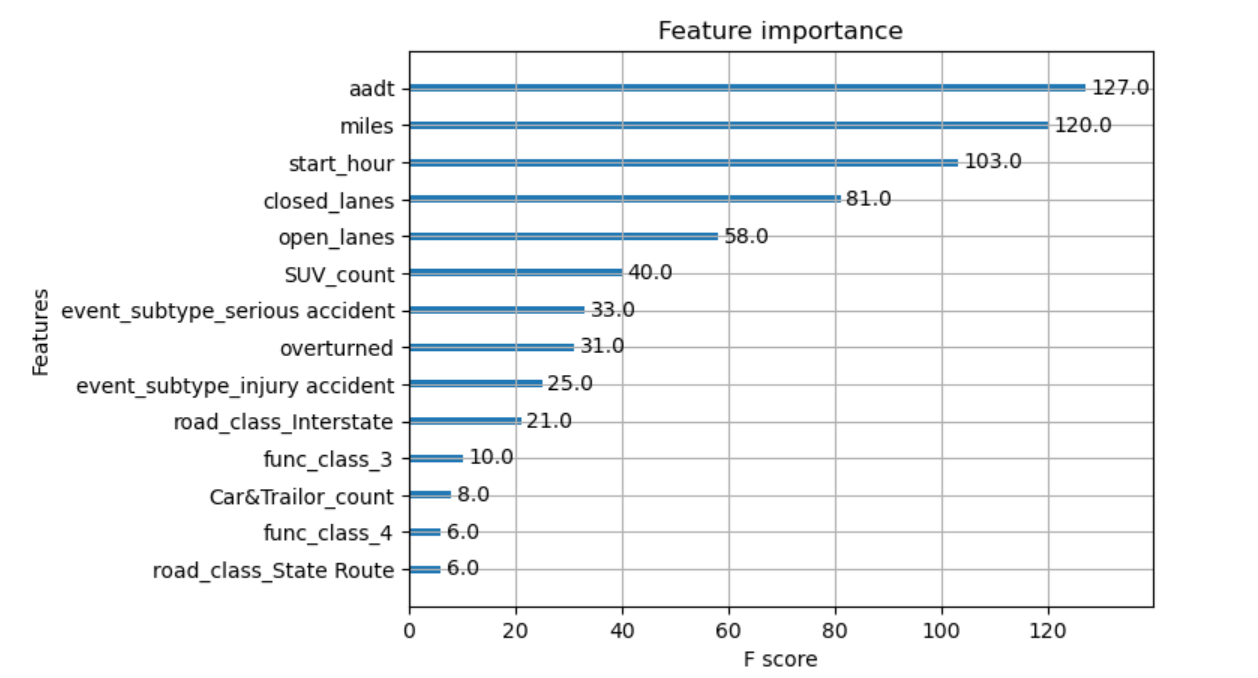 Feature importance
Features
aadt 127.0
miles 120.0
start_hour 103.0
closed_lanes 81.0
open_lanes 58.0
SUV_count 40.0
event_subtype_serious accident 33.0
overturned 31.0
event_subtype_injury accident 25.0
road_class_Interstate 21.0
func_class_3 10.0
Car&Trailor_count 8.0
func_class_4 6.0
road_class_State Route 6.0
0 20 40 60 80 100 120
F score